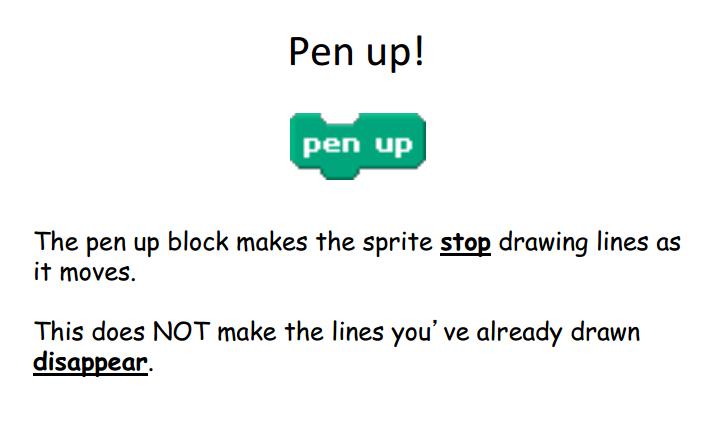 Pen up!
pen up
The pen up block makes the sprite stop drawing lines as
it moves.
This does NOT make the lines you’ve already drawn
disappear.